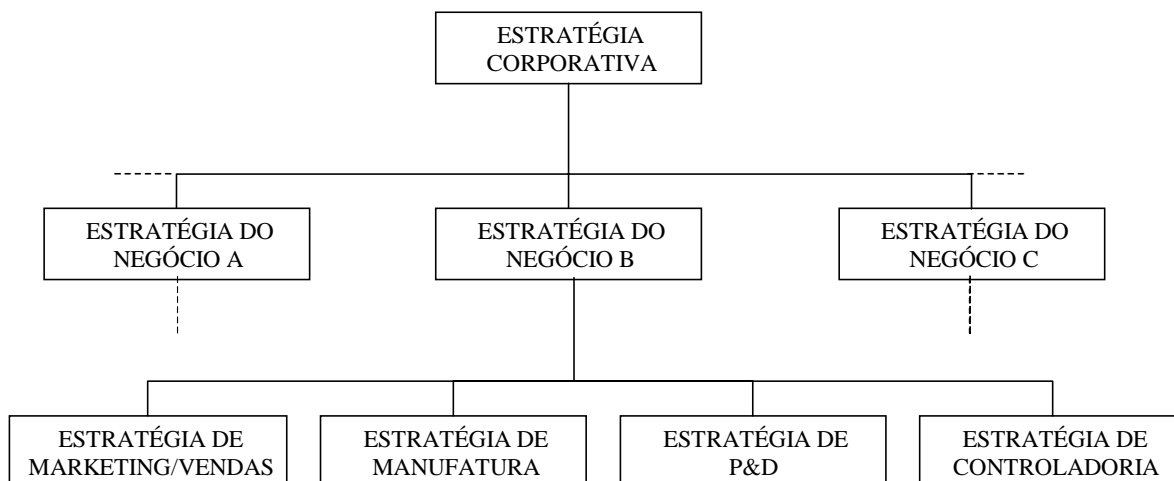 ESTRATÉGIA
CORPORATIVA
ESTRATÉGIA DO
NEGÓCIO A
ESTRATÉGIA DO
NEGÓCIO B
ESTRATÉGIA DO
NEGÓCIO C
ESTRATÉGIA DE
MARKETING/VENDAS
ESTRATÉGIA DE
MANUFATURA
ESTRATÉGIA DE
P&D
ESTRATÉGIA DE
CONTROLADORIA